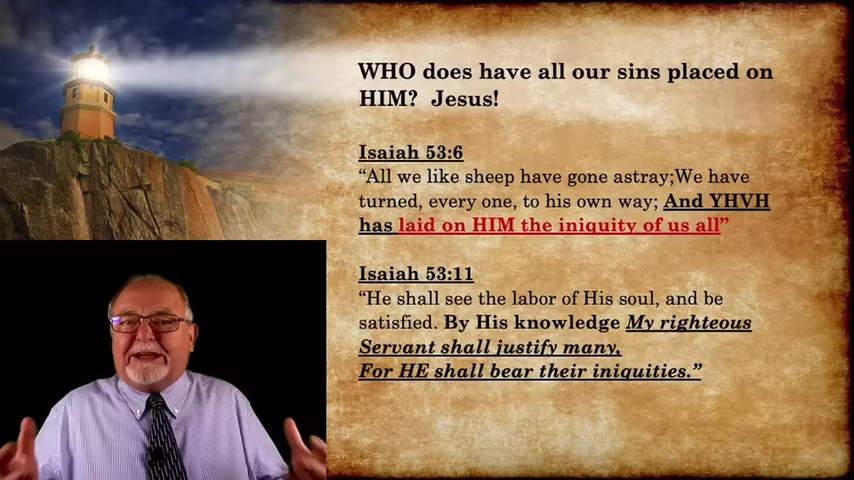 WHO does have all our sins placed on
HIM? Jesus!
Isaiah 53:6
“All we like sheep have gone astray;We have
turned, every one, to his own way; And YHVH
has laid on HIM the iniquity of us all”
Isaiah 53:11
“He shall see the labor of His soul, and be
satisfied. By His knowledge My righteous
Servant shall justify many,
For HE shall bear their iniquities.”